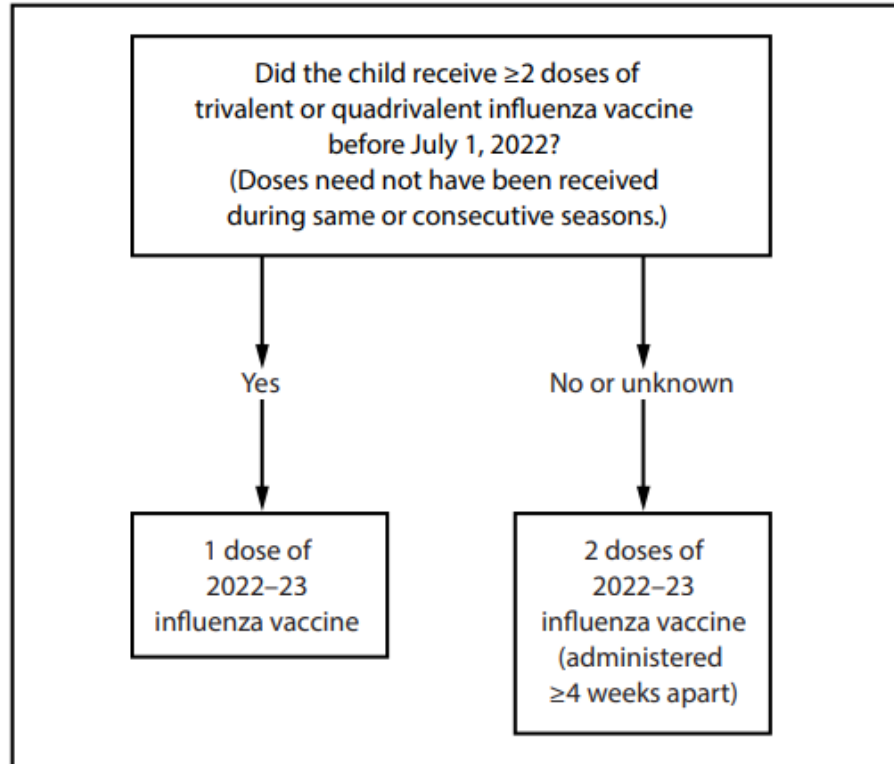 Did the child receive ≥2 doses of
trivalent or quadrivalent influenza vaccine
before July 1, 2022?
(Doses need not have been received
during same or consecutive seasons.)
Yes
No or unknown
1 dose of
2022–23
influenza vaccine
2 doses of
2022–23
influenza vaccine
(administered
≥4 weeks apart)